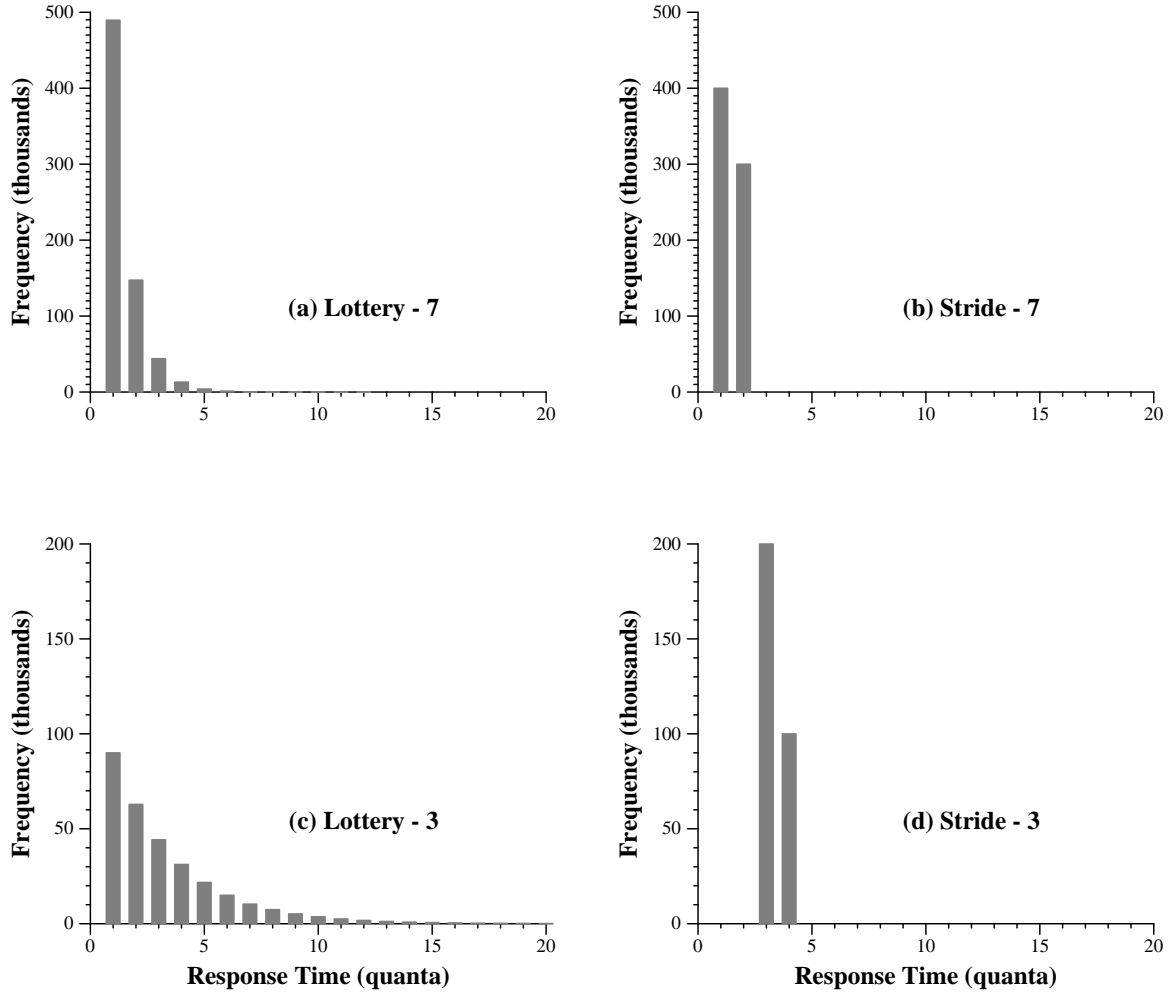 500
400
300
200
100
0
Frequency (thousands)
0 5 10 15 20
(a) Lottery - 7
500
400
300
200
100
0
Frequency (thousands)
0 5 10 15 20
(b) Stride - 7
200
150
100
50
0
Frequency (thousands)
0 5 10 15 20
Response Time (quanta)
(c) Lottery - 3
200
150
100
50
0
Frequency (thousands)
0 5 10 15 20
Response Time (quanta)
(d) Stride - 3